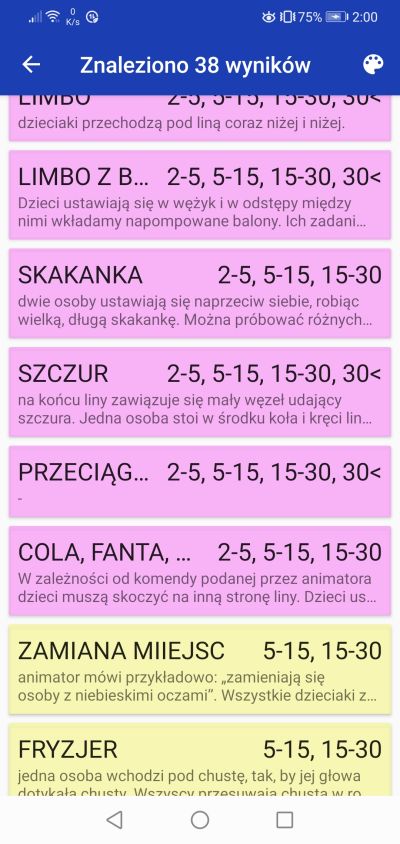 0
K/s
75%
2:00
Znaleziono 38 wyników
LIMBO 2-5, 5-15, 15-30, 30<
dzieciaki przechodzą pod liną coraz niżej i niżej.
LIMBO Z B... 2-5, 5-15, 15-30, 30<
Dzieci ustawiają się w wężyk i w odstępy między
nimi wkładamy napompowane balony. Ich zadani...
SKAKANKA 2-5, 5-15, 15-30
dwie osoby ustawiają się naprzeciw siebie, robiąc
wielką, długą skakankę. Można próbować różnych...
SZCZUR 2-5, 5-15, 15-30, 30<
na końcu liny zawiązuje się mały węzeł udający
szczura. Jedna osoba stoi w środku koła i kręci lin...
PRZECIĄG... 2-5, 5-15, 15-30, 30<
-
COLA, FANTA, ... 2-5, 5-15, 15-30
W zależności od komendy podanej przez animatora
dzieci muszą skoczyć na inną stronę liny. Dzieci us...
ZAMIANA MIIEJSC 5-15, 15-30
animator mówi przykładowo: „zamieniają się
osoby z niebieskimi oczami”. Wszystkie dzieciaki z...
FRYZJER 5-15, 15-30
jedna osoba wchodzi pod chustę, tak, by jej głowa
dotykała chusty. Wszyscy przesuwają chustą w ro